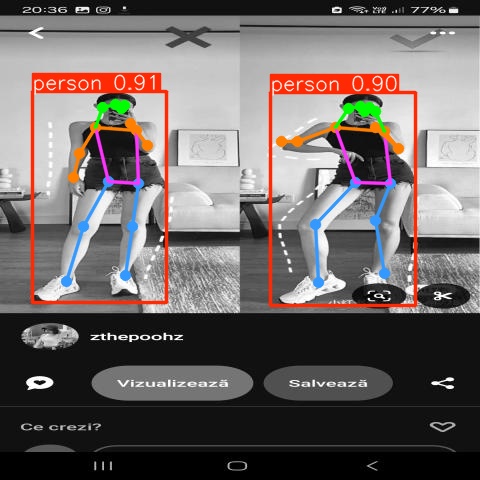 20:36
77%
person 0.91
person 0.90
zthepoohz
Vizualizează
Salvează
Ce crezi?